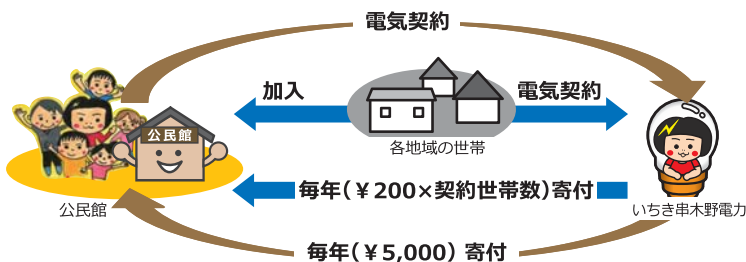 電気契約
加入
電気契約
各地域の世帯
公民館
毎年(￥200×契約世帯数)寄付
公民館
いちき串木野電力
毎年(￥5,000) 寄付